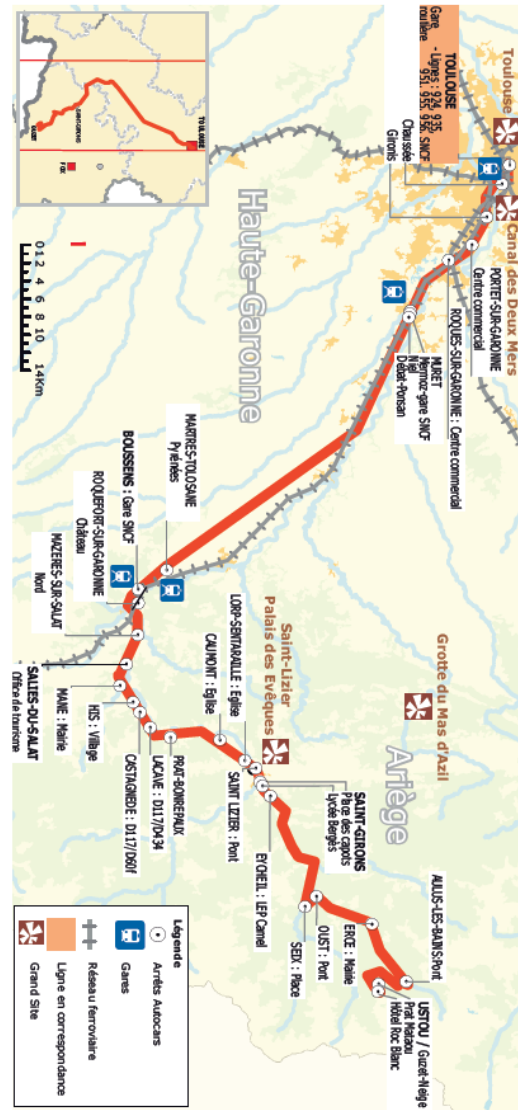 Toulouse
Canal des Deux Mers
TOULOUSE
Gare
routière
- Lignes : 924, 935,
951, 955, 956, SNCF
Chaussée
Gironis
PORTET-SUR-GARONNE
Centre commercial
ROQUES-SUR-GARONNE : Centre commercial
MURET
Mermoz-gare SNCF
Niel
Débat-Ponsan
Haute-Garonne
MARTRES-TOLOSANE
Pyrénées
BOUSSENS : Gare SNCF
ROQUEFORT-SUR-GARONNE
Château
MAZERES-SUR-SALAT
Nord
SALIES-DU-SALAT
- Office de tourisme
MANE : Mairie
HIS : Village
CASTAGNEDE : D117/D60f
LACAVE : D117/D434
PRAT-BONREPAUX
CAUMONT : Eglise
LORP-SENTARAILLE : Eglise
SAINT LIZIER : Pont
Saint-Lizier
Palais des Evêques
Grotte du Mas d'Azil
Ariège
SAINT-GIRONS
Place des capots
Lycée Bergès
EYCHEIL : LEP Camel
SEIX : Place
OUST : Pont
ERCE : Mairie
AULUS-LES-BAINS:Pont
USTOU / Guzet-Neige
Prat Mataou
Hôtel Roc Blanc
TOULOUSE
SAINT-GIRONS
FOIX
0 1 2 4 6 8 10 14Km
Légende
Arrêts Autocars
Gares
Réseau ferroviaire
Ligne en correspondance
Grand Site